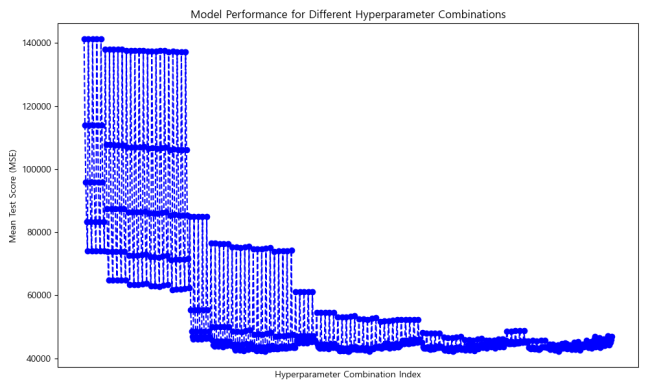 Model Performance for Different Hyperparameter Combinations
140000
120000
100000
80000
60000
40000
Mean Test Score (MSE)
Hyperparameter Combination Index